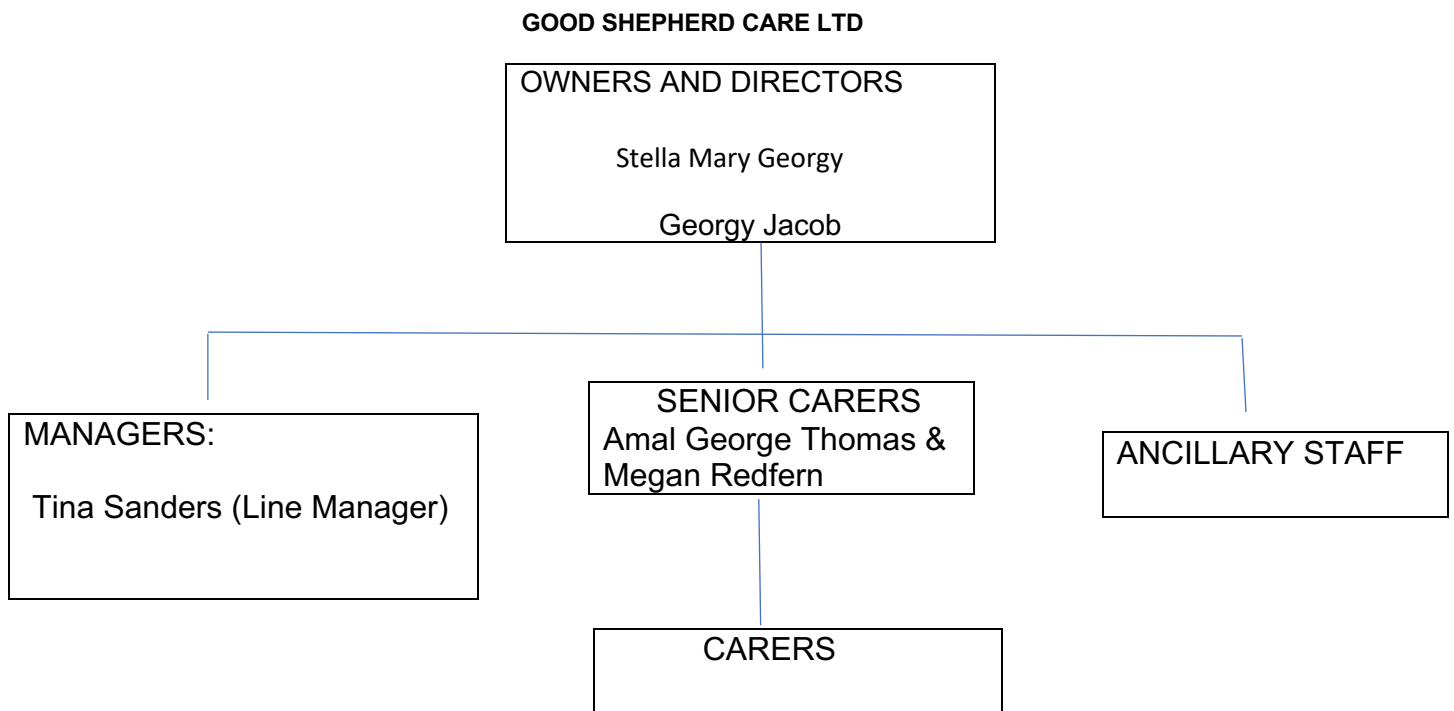 GOOD SHEPHERD CARE LTD
OWNERS AND DIRECTORS
Stella Mary Georgy
Georgy Jacob
MANAGERS:
Tina Sanders (Line Manager)
SENIOR CARERS
Amal George Thomas &
Megan Redfern
ANCILLARY STAFF
CARERS